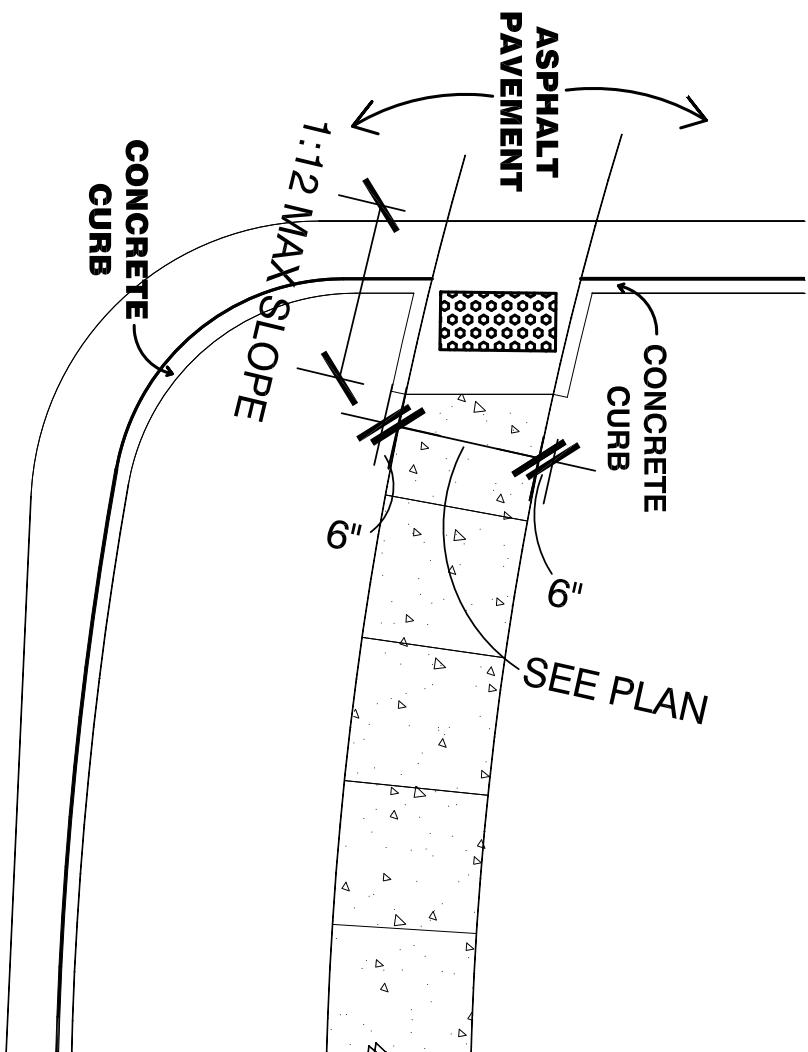 ASPHALT
PAVEMENT
1:12 MAX SLOPE
CONCRETE
CURB
CONCRETE
CURB
6"
6"
SEE PLAN